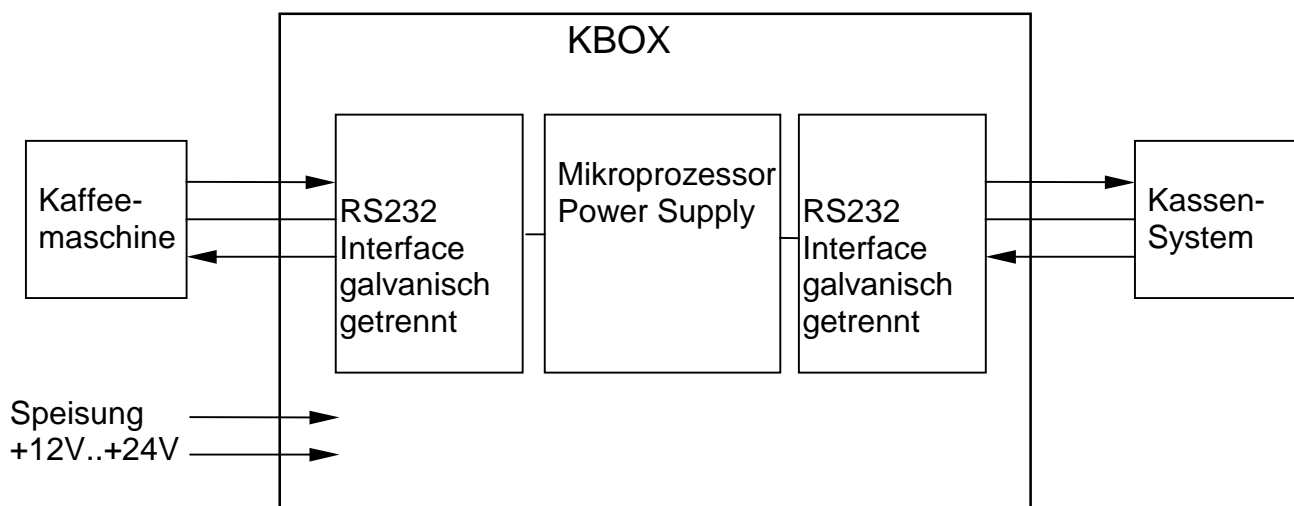 KBOX
Kaffee-
maschine
RS232
Interface
galvanisch
getrennt
Mikroprozessor
Power Supply
RS232
Interface
galvanisch
getrennt
Kassen-
System
Speisung
+12V..+24V